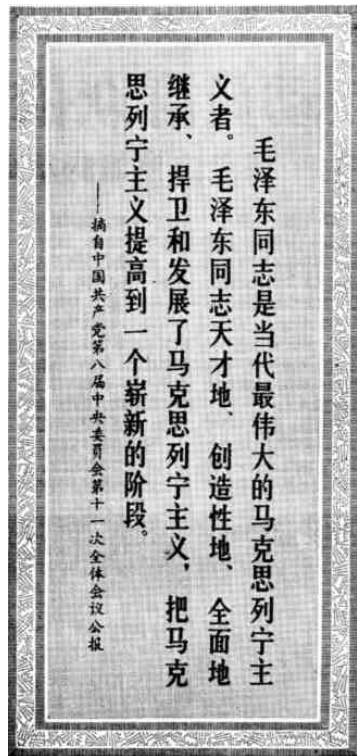 毛泽东同志是当代最伟大的马克思列宁主
义者。毛泽东同志天才地、创造性地、全面地
继承、捍卫和发展了马克思列宁主义，把马克
思列宁主义提高到一个崭新的阶段。
——摘自中国共产党第八届中央委员会第十一次全体会议公报